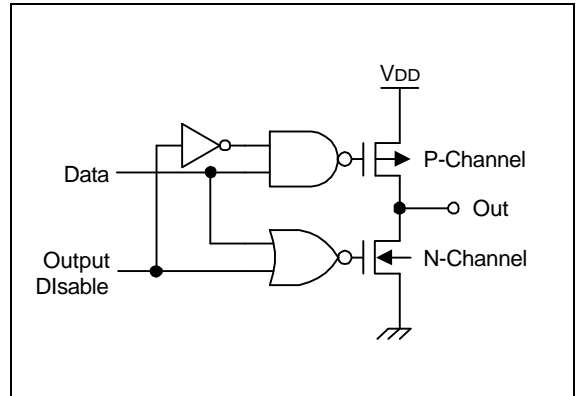 VDD
P-Channel
Data
Out
Output
DIsable
N-Channel